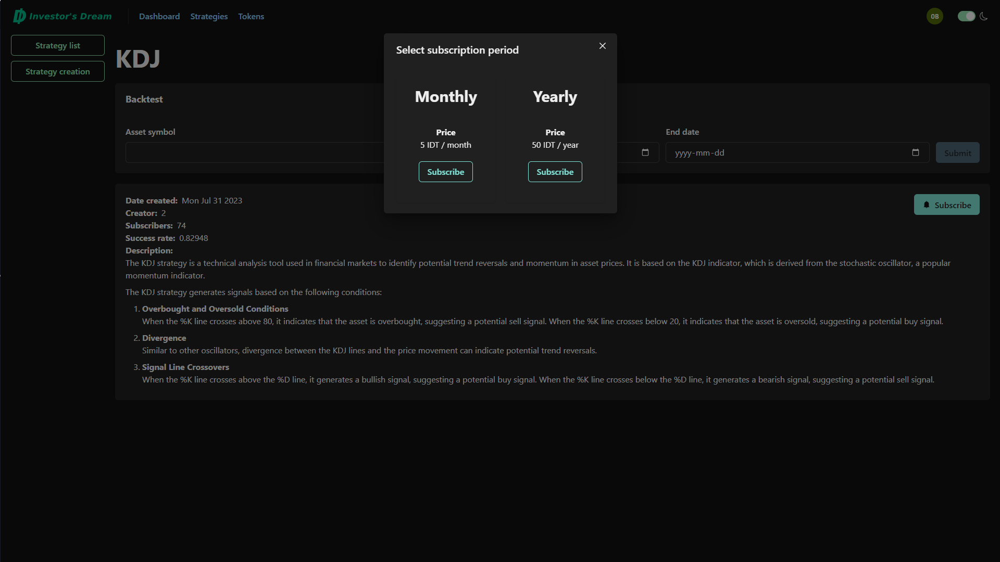 Investor's Dream
Dashboard
Strategies
Tokens
OB
Strategy list
Strategy creation
KDJ
Select subscription period
Monthly
Price
5 IDT / month
Subscribe
Yearly
Price
50 IDT / year
Subscribe
Backtest
Asset symbol
End date
yyyy-mm-dd
Submit
Subscribe
Date created: Mon Jul 31 2023
Creator: 2
Subscribers: 74
Success rate: 0.82948
Description:
The KDJ strategy is a technical analysis tool used in financial markets to identify potential trend reversals and momentum in asset prices. It is based on the KDJ indicator, which is derived from the stochastic oscillator, a popular
momentum indicator.
The KDJ strategy generates signals based on the following conditions:
1. Overbought and Oversold Conditions
When the %K line crosses above 80, it indicates that the asset is overbought, suggesting a potential sell signal. When the %K line crosses below 20, it indicates that the asset is oversold, suggesting a potential buy signal.
2. Divergence
Similar to other oscillators, divergence between the KDJ lines and the price movement can indicate potential trend reversals.
3. Signal Line Crossovers
When the %K line crosses above the %D line, it generates a bullish signal, suggesting a potential buy signal. When the %K line crosses below the %D line, it generates a bearish signal, suggesting a potential sell signal.